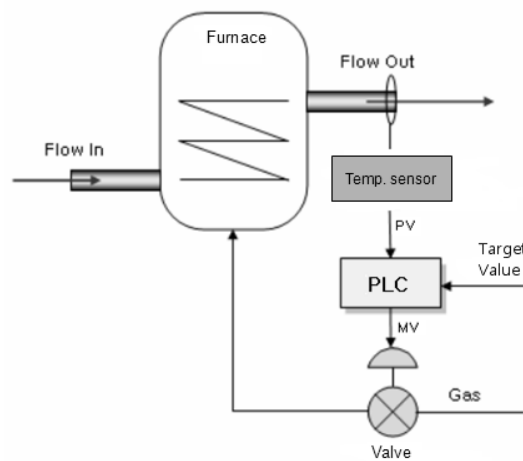 Furnace
Flow Out
Flow In
Temp. sensor
PV
Target
Value
PLC
MV
Gas
Valve